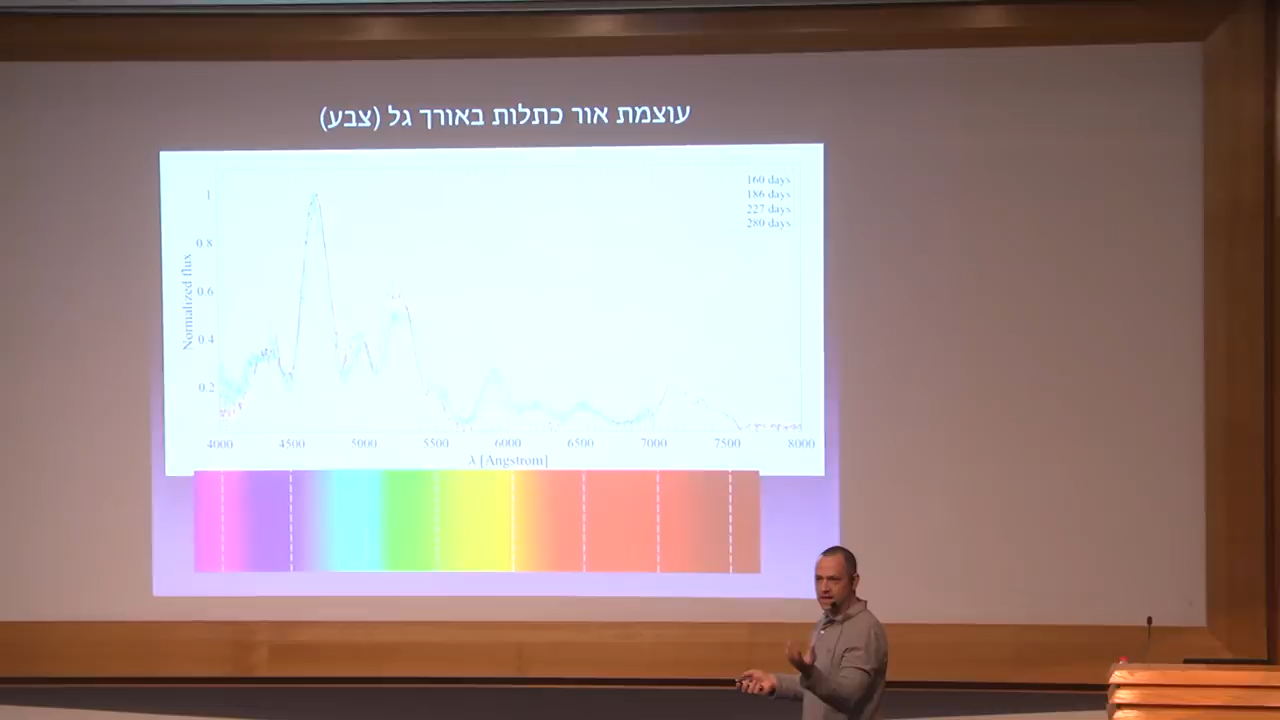 עוצמת אור כתלות באורך גל (צבע)
160 days
186 days
227 days
280 days
1
0.8
0.6
0.4
0.2
Normalized flux
4000 4500 5000 5500 6000 6500 7000 7500 8000
λ [Angstrom]